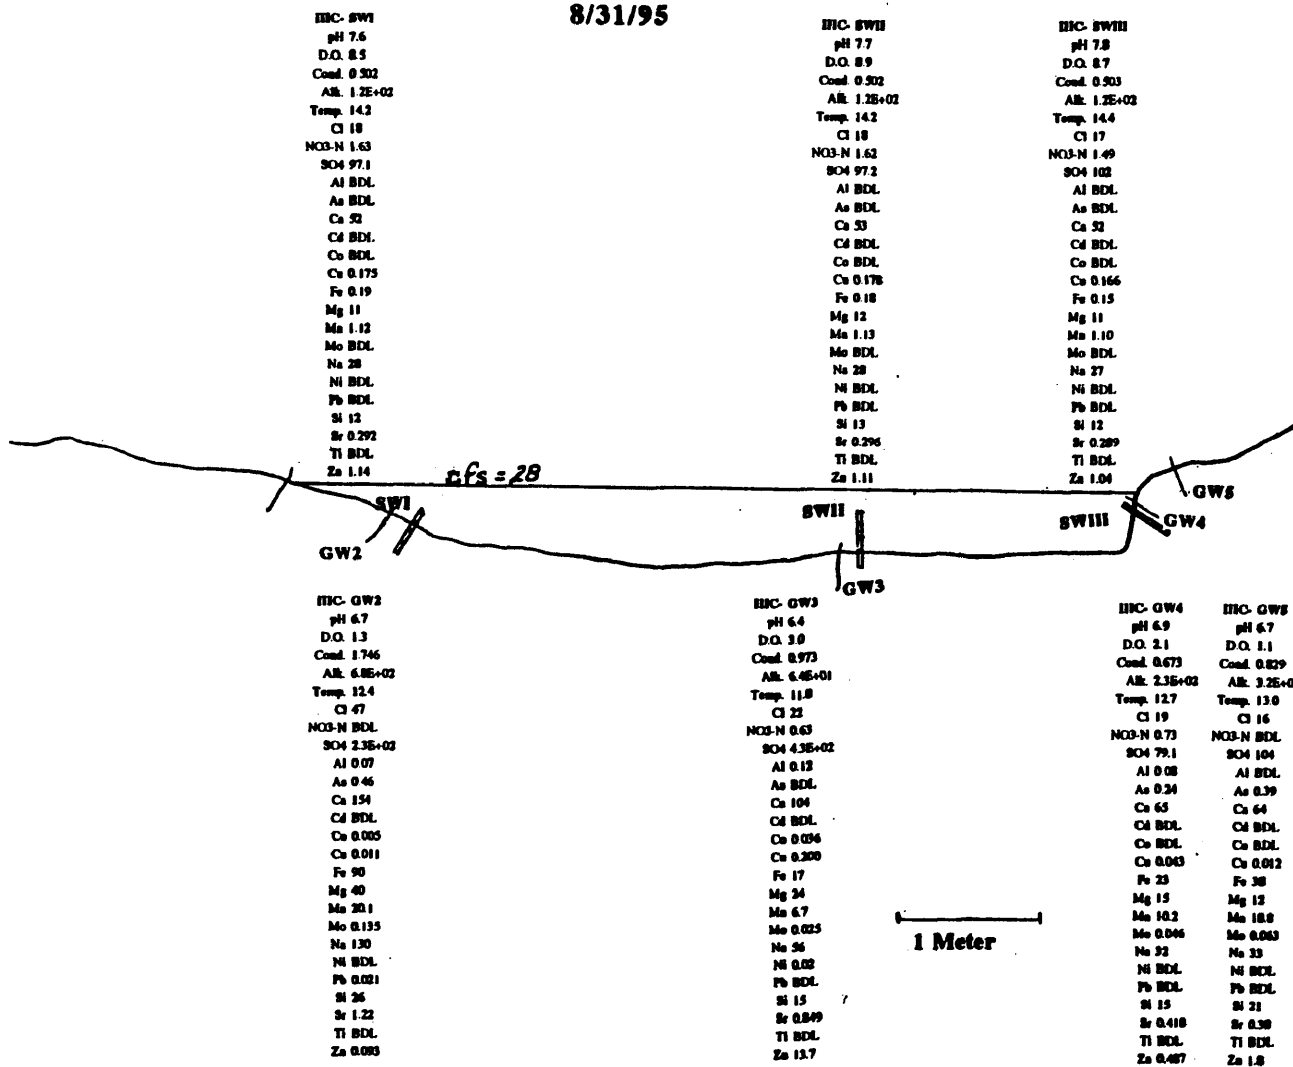 8/31/95
IIIC- SWI
pH 7.6
D.O. 8.5
Cond. 0.502
Alk. 1.2E+02
Temp. 14.2
Cl 18
NO3-N 1.63
SO4 97.1
Al BDL
As BDL
Ca 52
Cd BDL
Co BDL
Cu 0.175
Fe 0.19
Mg 11
Mn 1.12
Mo BDL
Na 28
Ni BDL
Pb BDL
Si 12
Sr 0.292
Ti BDL
Zn 1.14
IIIC- SWII
pH 7.7
D.O. 8.9
Cond. 0.502
Alk. 1.2E+02
Temp. 14.2
Cl 18
NO3-N 1.62
SO4 97.2
Al BDL
As BDL
Ca 53
Cd BDL
Co BDL
Cu 0.178
Fe 0.18
Mg 12
Mn 1.13
Mo BDL
Na 28
Ni BDL
Pb BDL
Si 13
Sr 0.296
Ti BDL
Zn 1.11
IIIC- SWIII
pH 7.8
D.O. 8.7
Cond. 0.503
Alk. 1.2E+02
Temp. 14.4
Cl 17
NO3-N 1.49
SO4 102
Al BDL
As BDL
Ca 52
Cd BDL
Co BDL
Cu 0.166
Fe 0.15
Mg 11
Mn 1.10
Mo BDL
Na 27
Ni BDL
Pb BDL
Si 12
Sr 0.289
Ti BDL
Zn 1.04
cfs = 28
SWI
SWII
SWIII
GW2
GW3
GW4
GW5
IIIC- GW2
pH 6.7
D.O. 1.3
Cond. 1.746
Alk. 6.8E+02
Temp. 12.4
Cl 47
NO3-N BDL
SO4 2.3E+02
Al 0.07
As 0.46
Ca 154
Cd BDL
Co 0.005
Cu 0.011
Fe 90
Mg 40
Mn 20.1
Mo 0.135
Na 130
Ni BDL
Pb 0.021
Si 26
Sr 1.22
Ti BDL
Zn 0.093
IIIC- GW3
pH 6.4
D.O. 3.0
Cond. 0.973
Alk. 6.4E+01
Temp. 11.8
Cl 22
NO3-N 0.63
SO4 4.3E+02
Al 0.12
As BDL
Ca 104
Cd BDL
Co 0.036
Cu 0.200
Fe 17
Mg 24
Mn 6.7
Mo 0.025
Na 56
Ni 0.02
Pb BDL
Si 15
Sr 0.849
Ti BDL
Zn 13.7
1 Meter
IIIC- GW4
pH 6.9
D.O. 2.1
Cond. 0.673
Alk. 2.3E+02
Temp. 12.7
Cl 19
NO3-N 0.73
SO4 79.1
Al 0.08
As 0.24
Ca 65
Cd BDL
Co BDL
Cu 0.043
Fe 23
Mg 15
Mn 10.2
Mo 0.046
Na 32
Ni BDL
Pb BDL
Si 15
Sr 0.418
Ti BDL
Zn 0.487
IIIC- GW5
pH 6.7
D.O. 1.1
Cond. 0.829
Alk. 3.2E+0
Temp. 13.0
Cl 16
NO3-N BDL
SO4 104
Al BDL
As 0.39
Ca 64
Cd BDL
Co BDL
Cu 0.012
Fe 38
Mg 12
Mn 18.8
Mo 0.063
Na 33
Ni BDL
Pb BDL
Si 21
Sr 0.38
Ti BDL
Zn 1.8